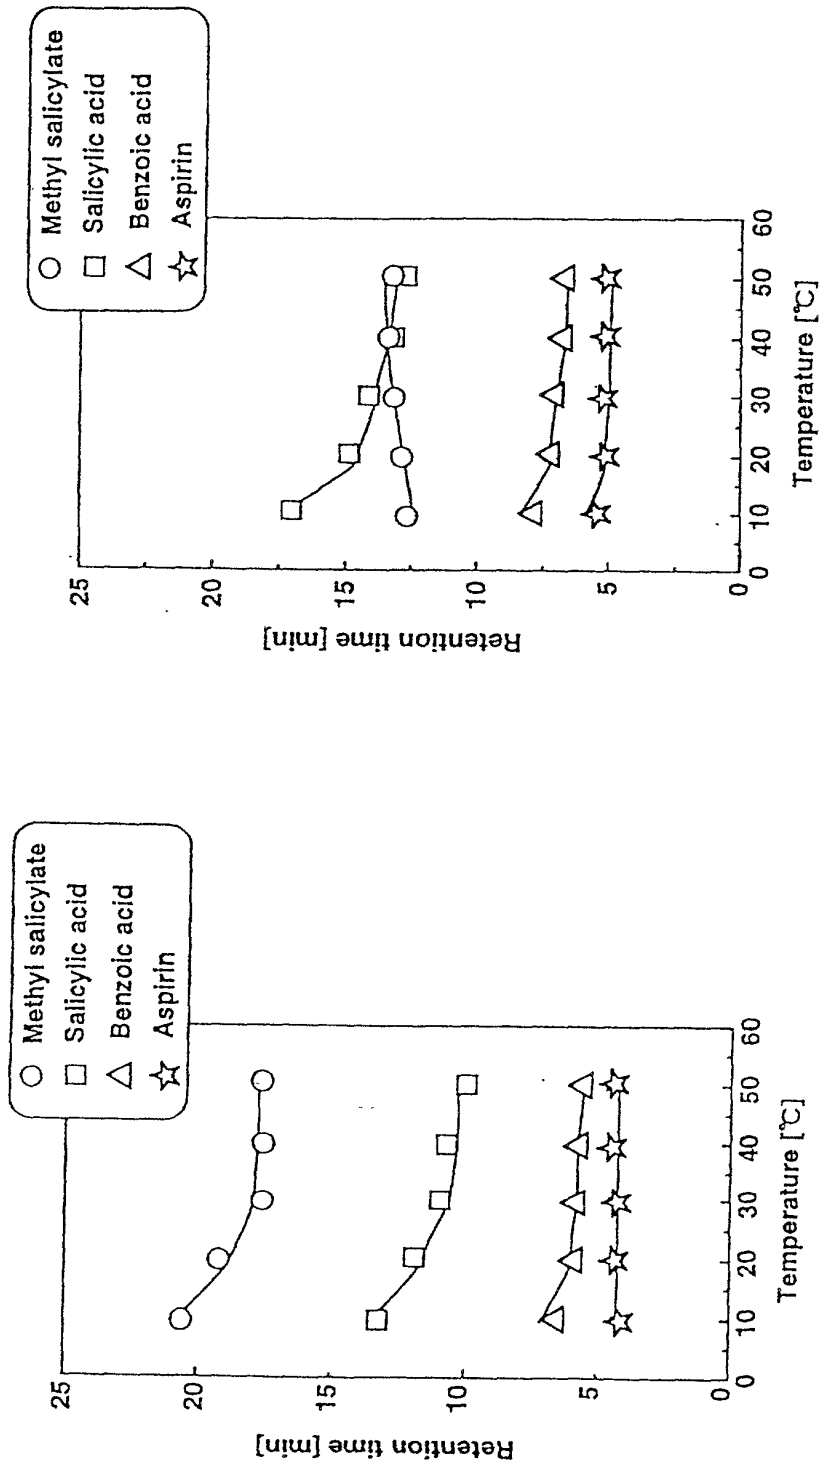 Methyl salicylate
Salicylic acid
Benzoic acid
Aspirin
25
20
15
10
5
0
Retention time [min]
0 10 20 30 40 50 60
Temperature [℃]
Methyl salicylate
Salicylic acid
Benzoic acid
Aspirin
25
20
15
10
5
0
Retention time [min]
0 10 20 30 40 50 60
Temperature [℃]